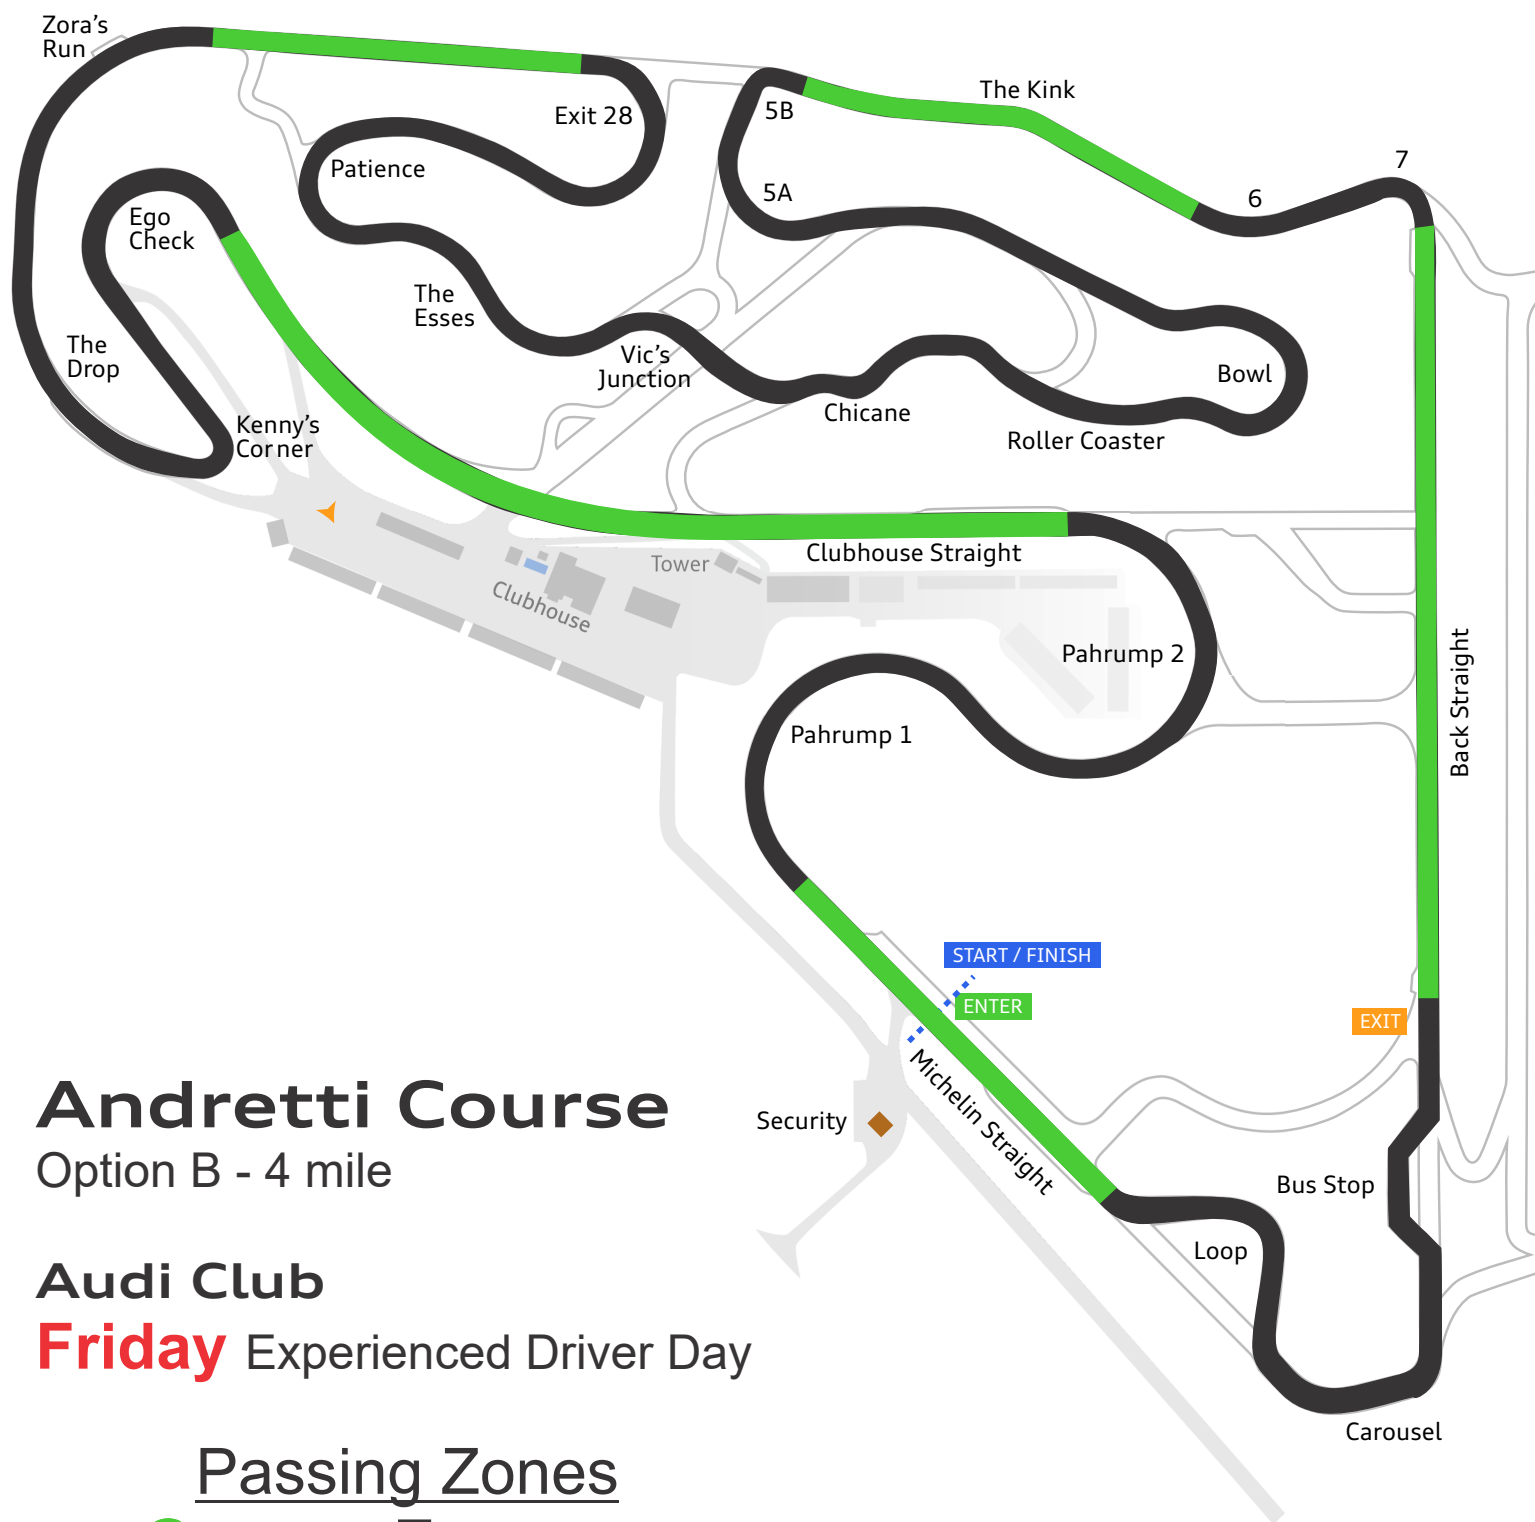 Zora's
Run
Exit 28
5B
The Kink
7
6
5A
Patience
Ego
Check
The
Esses
The
Drop
Vic's
Junction
Bowl
Chicane
Kenny's
Corner
Roller Coaster
Clubhouse Straight
Tower
Clubhouse
Pahrump 2
Pahrump 1
Back Straight
START / FINISH
ENTER
EXIT
Michelin Straight
Security
Bus Stop
Loop
Carousel
Andretti Course
Option B - 4 mile
Audi Club
Friday Experienced Driver Day
Passing Zones